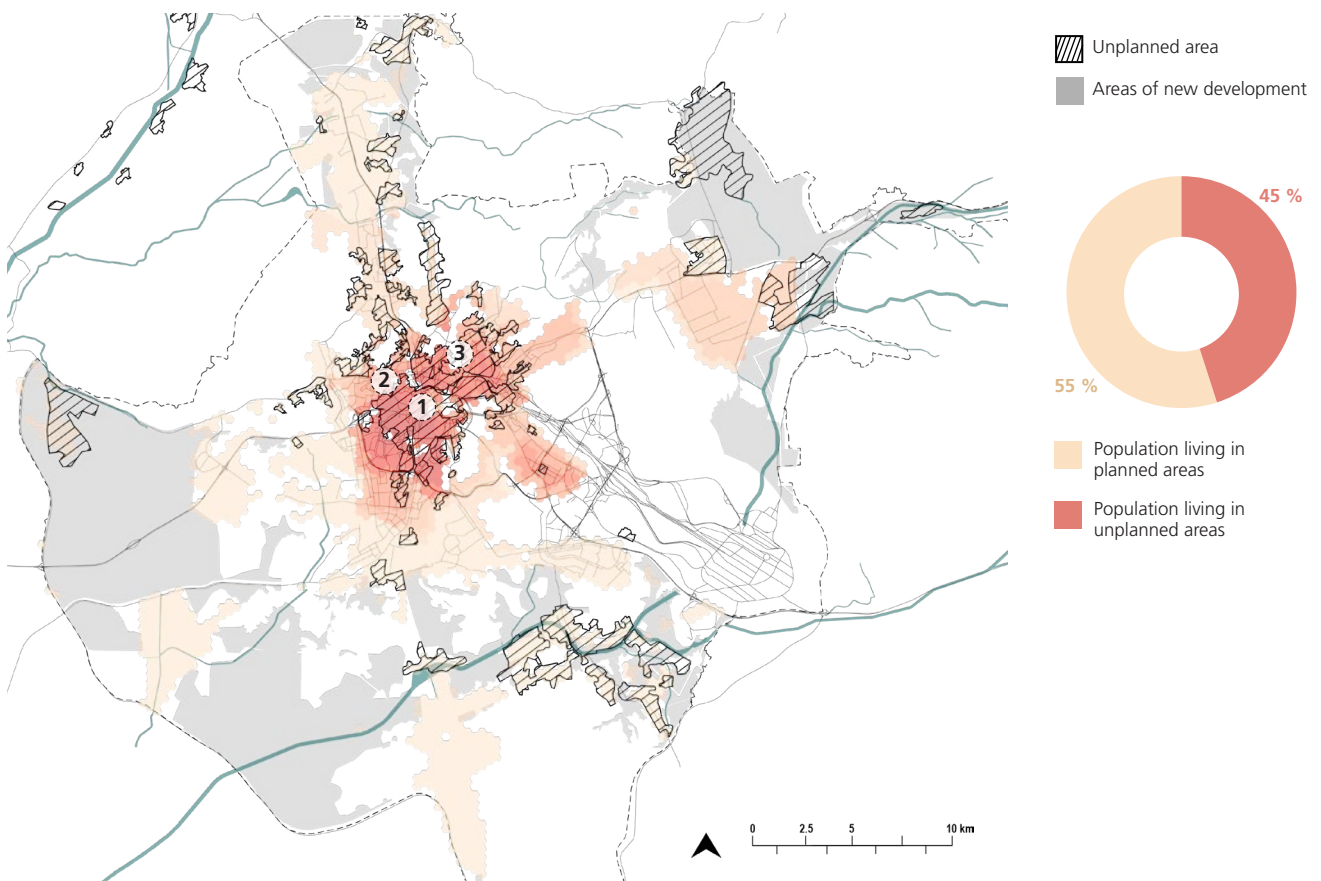 Unplanned area
Areas of new development
45 %
55 %
Population living in
planned areas
Population living in
unplanned areas
3
2
1
0 2.5 5 10 km